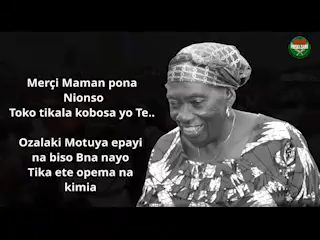 Merçi Maman pona
Nionso
Toko tikala kobosa yo Te..
Ozalaki Motuya epayi
na biso Bna nayo
Tika ete opema na
kimia